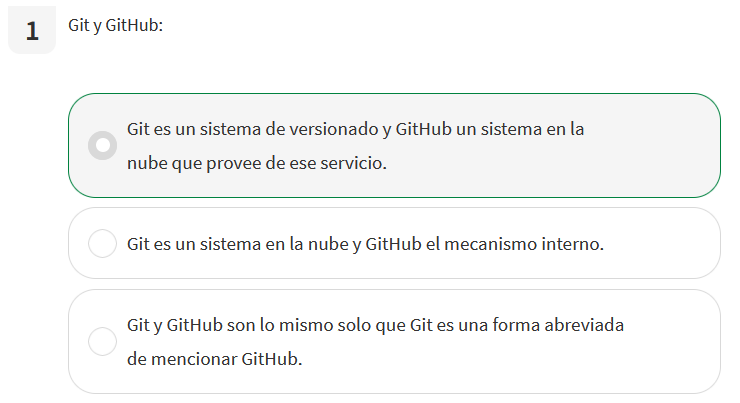 1
Git y GitHub:
Git es un sistema de versionado y GitHub un sistema en la
nube que provee de ese servicio.
Git es un sistema en la nube y GitHub el mecanismo interno.
Git y GitHub son lo mismo solo que Git es una forma abreviada
de mencionar GitHub.